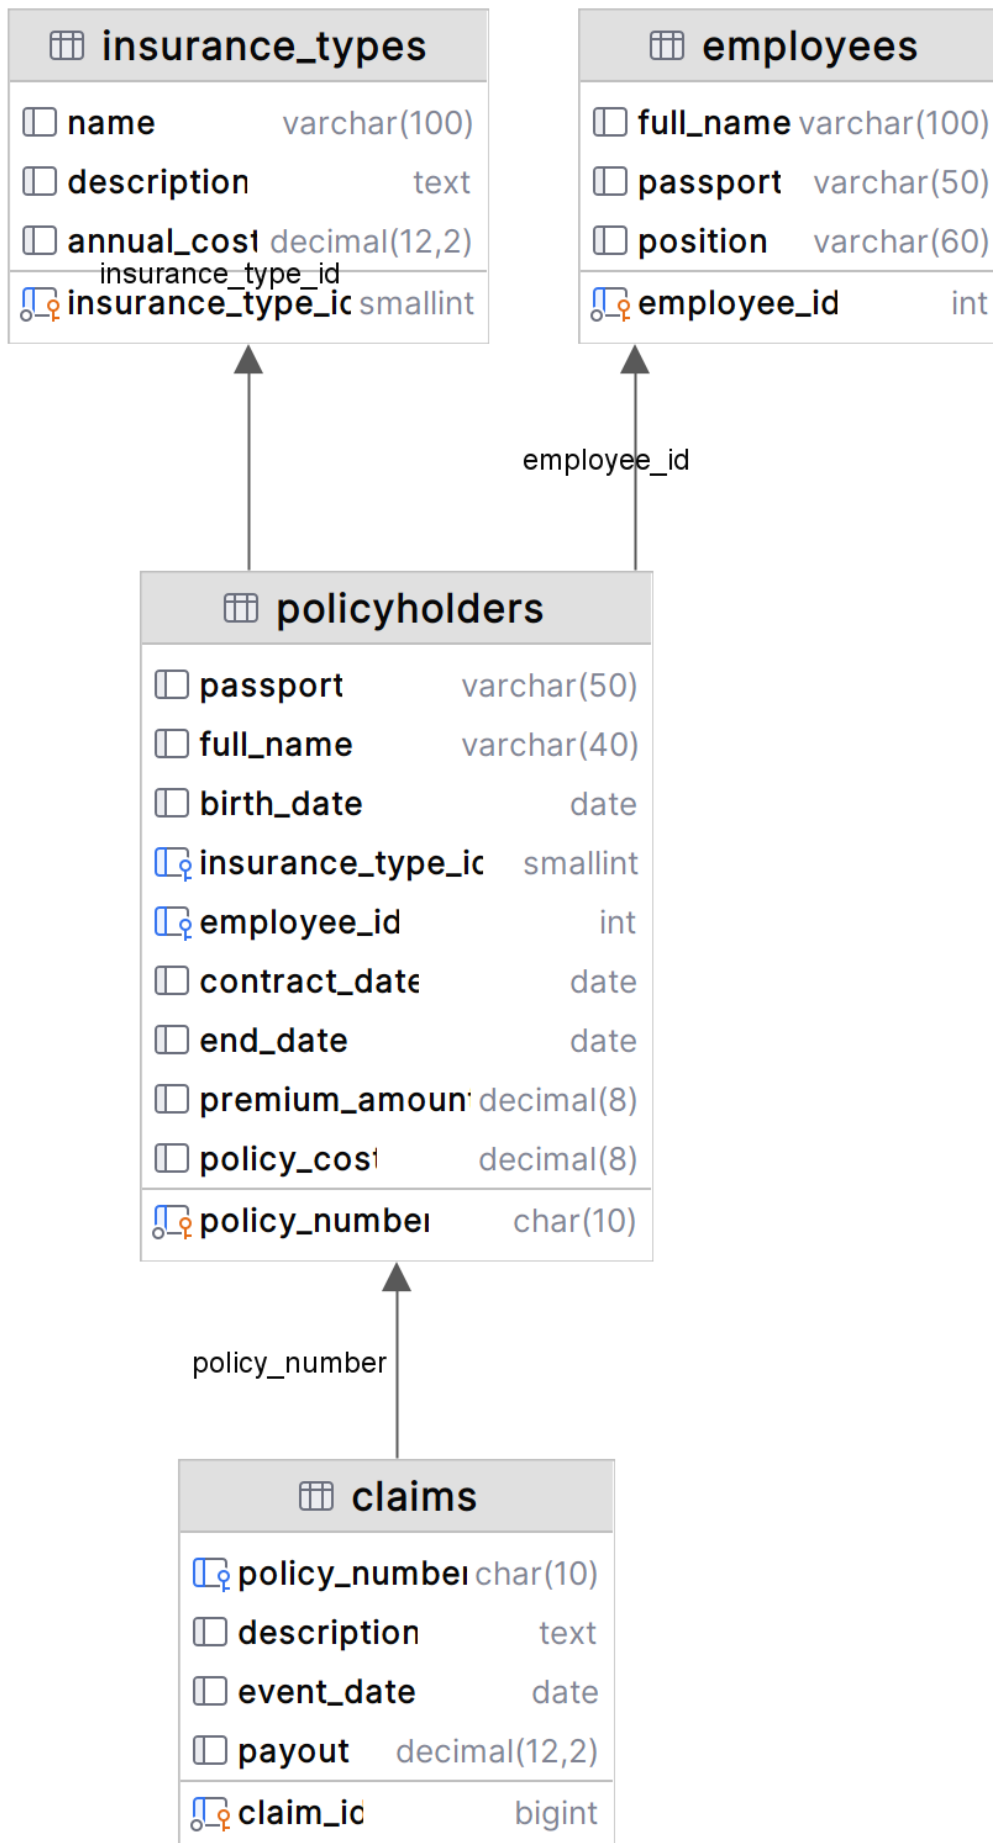 insurance_types
name varchar(100)
description text
annual_cost decimal(12,2)
insurance_type_id
insurance_type_id smallint
employees
full_name varchar(100)
passport varchar(50)
position varchar(60)
employee_id int
employee_id
policyholders
passport varchar(50)
full_name varchar(40)
birth_date date
insurance_type_id smallint
employee_id int
contract_date date
end_date date
premium_amount decimal(8)
policy_cost decimal(8)
policy_number char(10)
policy_number
claims
policy_number char(10)
description text
event_date date
payout decimal(12,2)
claim_id bigint